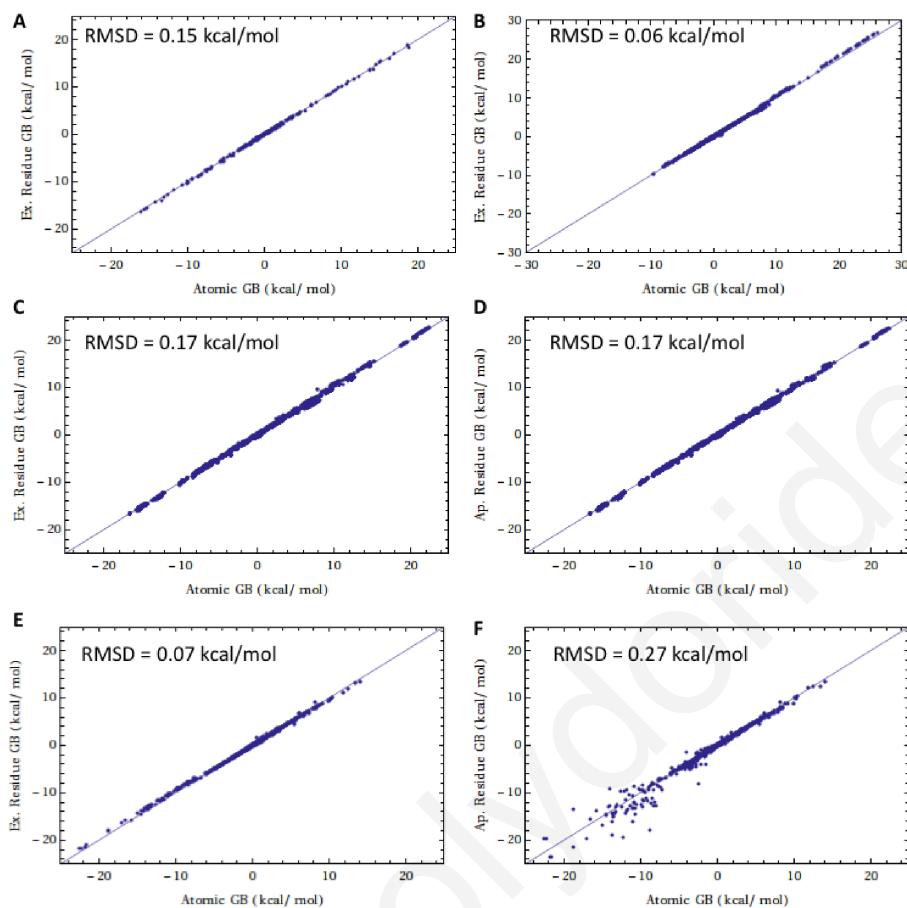 A
RMSD = 0.15 kcal/mol
Ex. Residue GB (kcal/ mol)
20
10
0
−10
−20
−20 −10 0 10 20
Atomic GB (kcal/ mol)
B
RMSD = 0.06 kcal/mol
Ex. Residue GB (kcal/ mol)
30
20
10
0
−10
−20
−30
−30 −20 −10 0 10 20 30
Atomic GB (kcal/ mol)
C
RMSD = 0.17 kcal/mol
Ex. Residue GB (kcal/ mol)
20
10
0
−10
−20
−20 −10 0 10 20
Atomic GB (kcal/ mol)
D
RMSD = 0.17 kcal/mol
Ap. Residue GB (kcal/ mol)
20
10
0
−10
−20
−20 −10 0 10 20
Atomic GB (kcal/ mol)
E
RMSD = 0.07 kcal/mol
Ex. Residue GB (kcal/ mol)
20
10
0
−10
−20
−20 −10 0 10 20
Atomic GB (kcal/ mol)
F
RMSD = 0.27 kcal/mol
Ap. Residue GB (kcal/ mol)
20
10
0
−10
−20
−20 −10 0 10 20
Atomic GB (kcal/ mol)
olydoride